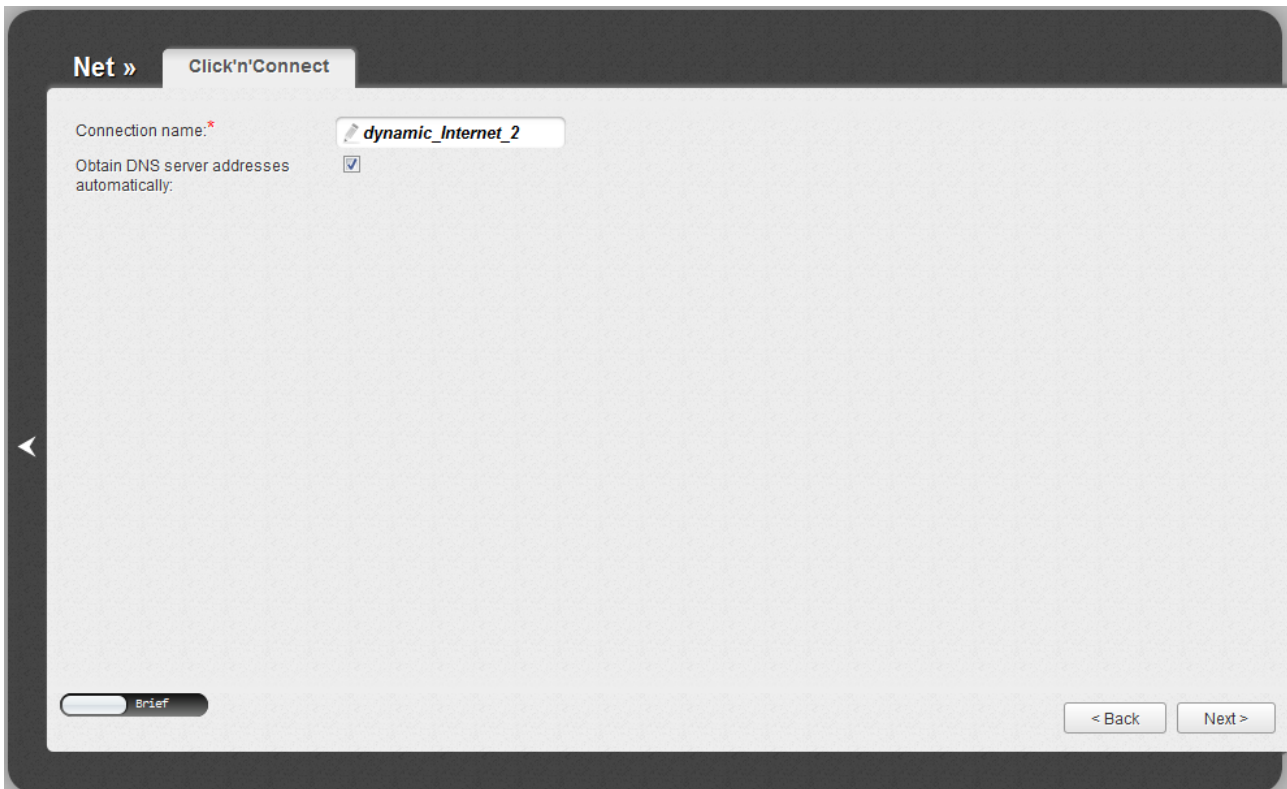 Net »
Click'n'Connect
Connection name:*
dynamic_Internet_2
Obtain DNS server addresses
automatically:
Brief
< Back
Next >